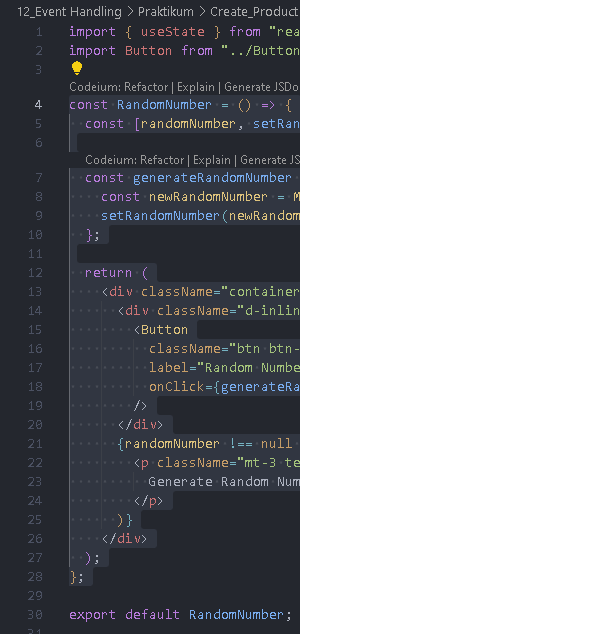 12_Event Handling > Praktikum > Create_Product
1 import { useState } from "rea
2 import Button from "../Button
3
Codeium: Refactor | Explain | Generate JSDo
4 const RandomNumber = () => {
5 const [randomNumber, setRan
6
Codeium: Refactor | Explain | Generate JS
7 const generateRandomNumber
8 const newRandomNumber = M
9 setRandomNumber(newRandom
10 };
11
12 return (
13 <div className="container
14 <div className="d-inlin
15 <Button
16 className="btn btn-
17 label="Random Numbe
18 onClick={generateRa
19 />
20 </div>
21 {randomNumber !== null
22 <p className="mt-3 te
23 Generate Random Num
24 </p>
25 )}
26 </div>
27 );
28 };
29
30 export default RandomNumber;
31